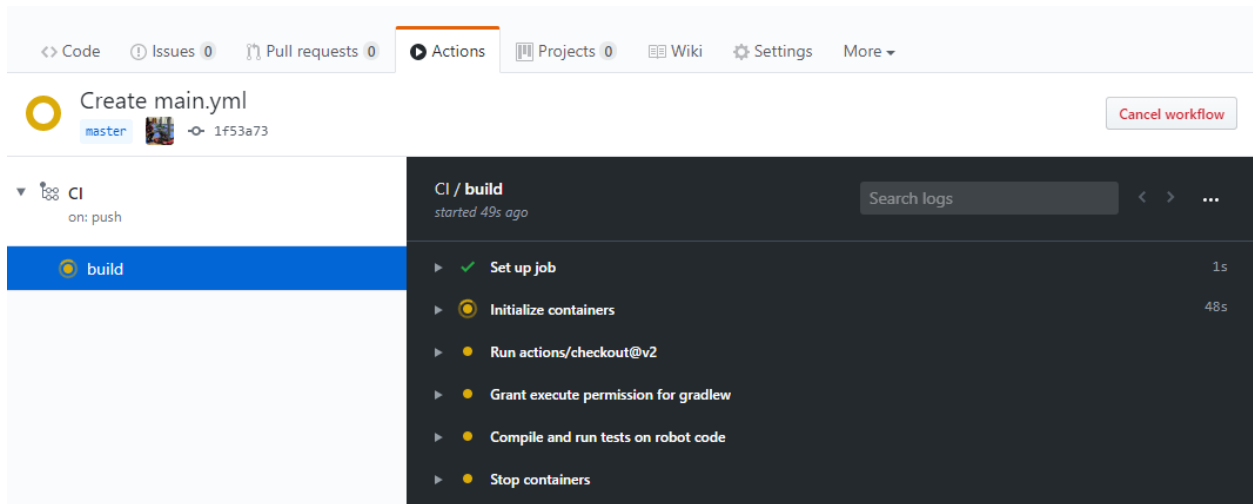 Code Issues 0 Pull requests 0 Actions Projects 0 Wiki Settings More
Create main.yml
master 1f53a73
Cancel workflow
CI
on: push
build
CI / build
started 49s ago
Search logs
Set up job 1s
Initialize containers 48s
Run actions/checkout@v2
Grant execute permission for gradlew
Compile and run tests on robot code
Stop containers